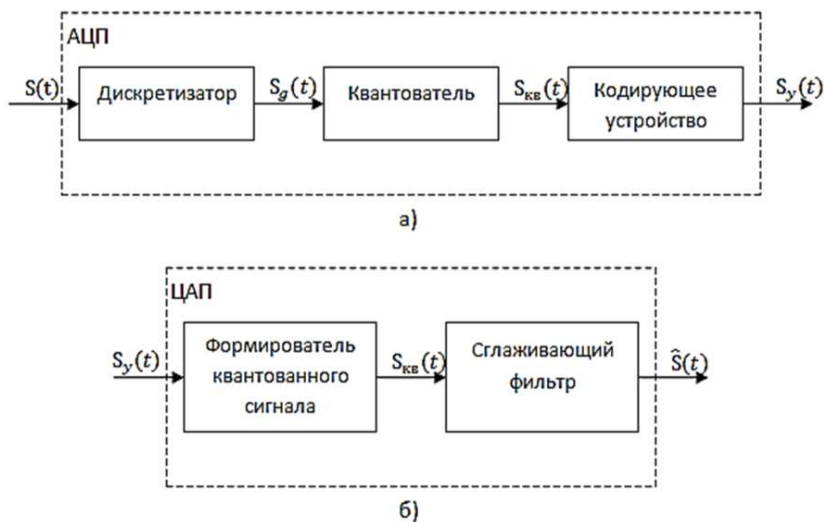 АЦП
S(t)
Дискретизатор
S_g(t)
Квантователь
S_кв(t)
Кодирующее
устройство
S_y(t)
а)
ЦАП
S_y(t)
Формирователь
квантованного
сигнала
S_кв(t)
Сглаживающий
фильтр
Ŝ(t)
б)